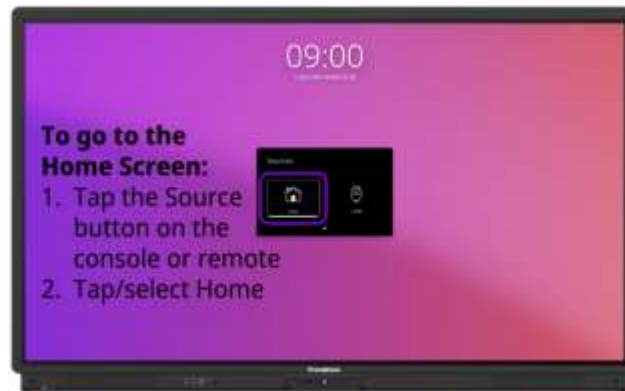 09:00
To go to the
Home Screen:
1. Tap the Source
button on the
console or remote
2. Tap/select Home
Sources